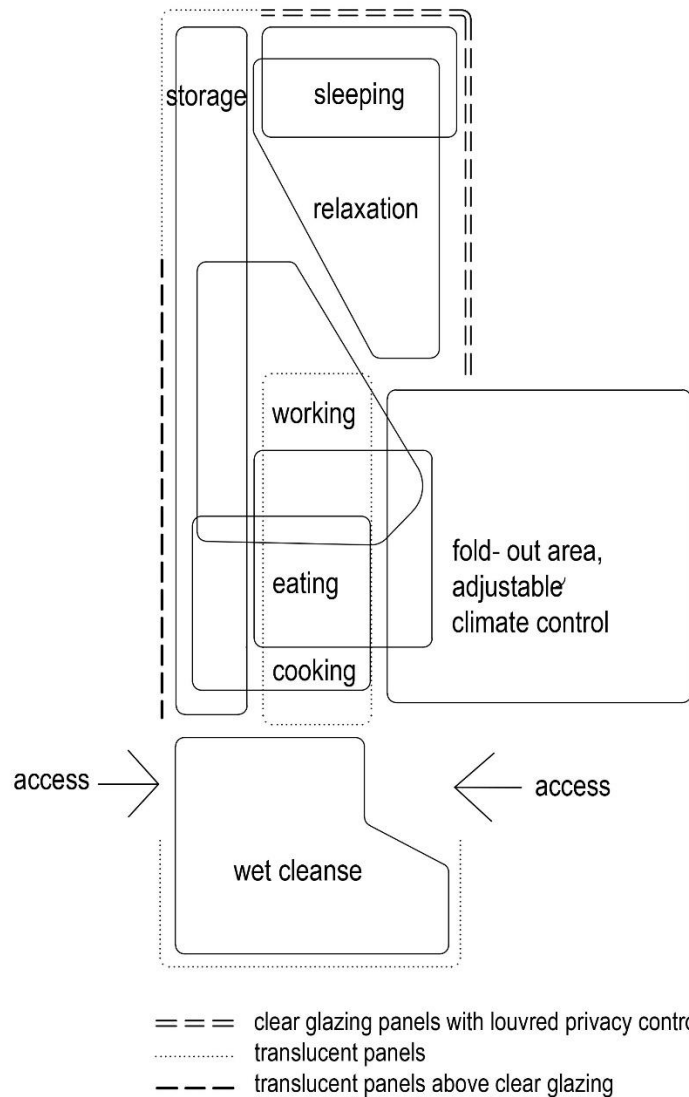 storage
sleeping
relaxation
working
fold- out area,
adjustable
climate control
eating
cooking
access
access
wet cleanse
clear glazing panels with louvred privacy contro
translucent panels
translucent panels above clear glazing